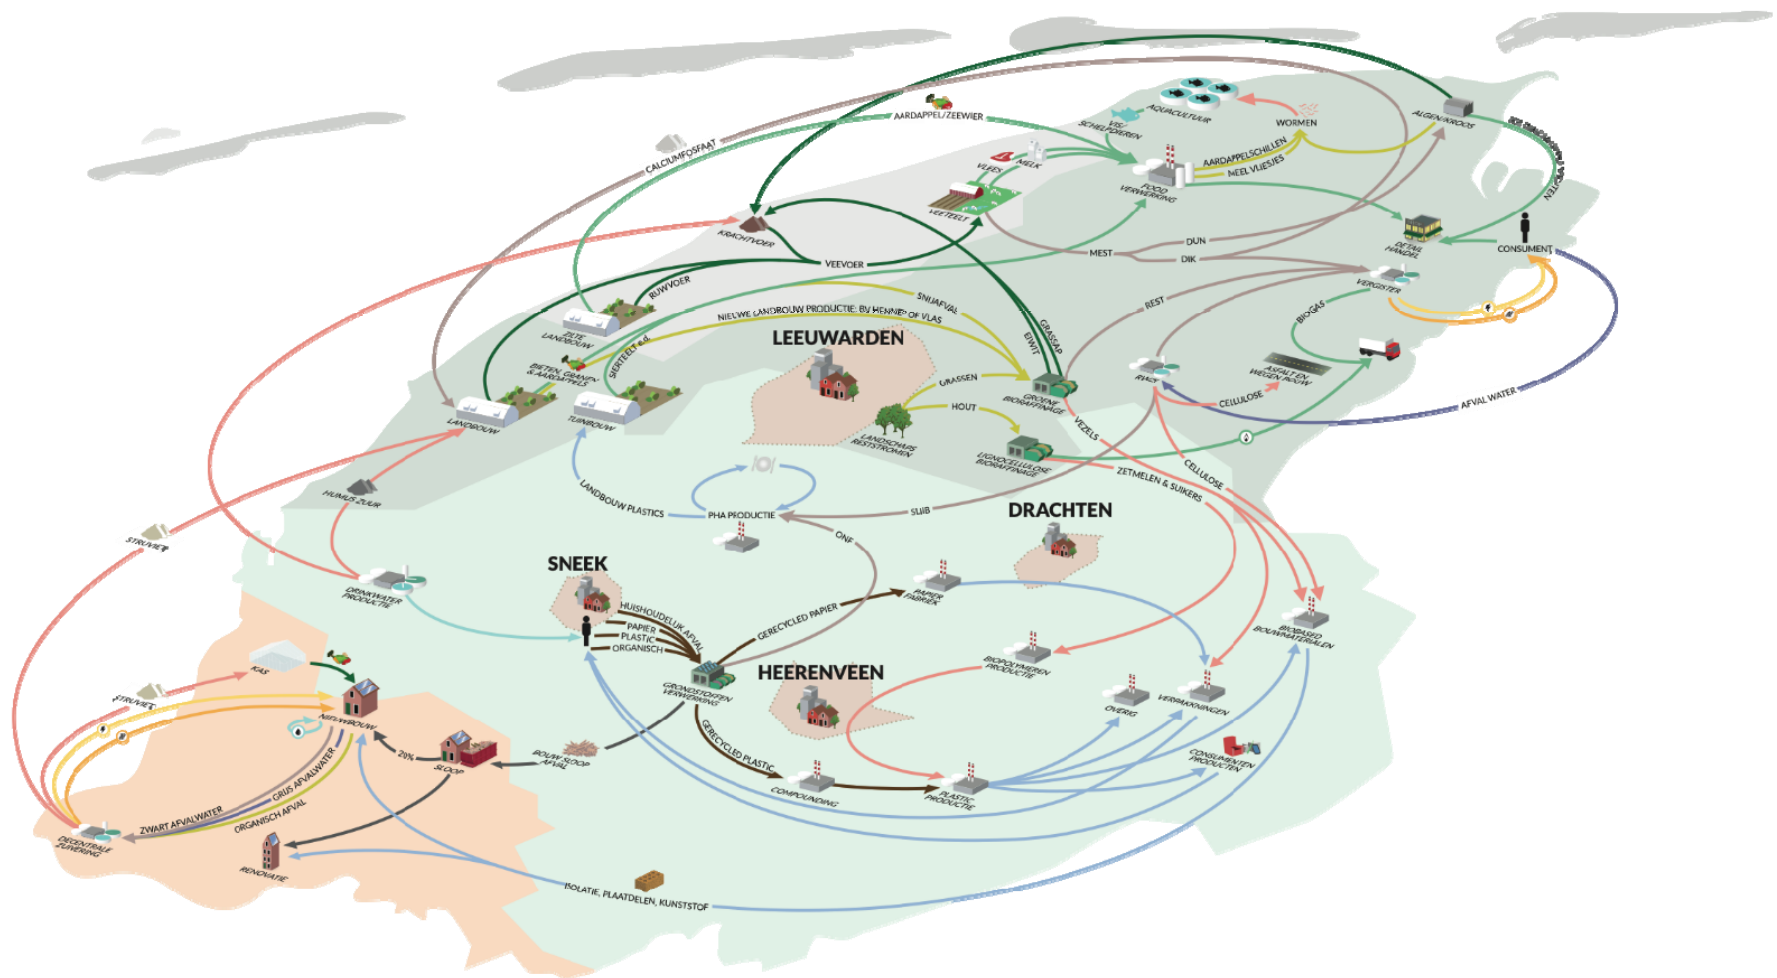 AARDAPPEL/ZEEWIER
CALCIUMFOSFAAT
AQUACULTUUR
VIS/
SCHELPDIEREN
WORMEN
ALGEN/KROOS
VLEES
MELK
AARDAPPELSCHILLEN
MEEL VLIESJES
FOOD
VERWERKING
VEETEELT
KRACHTVOER
DETAIL
HANDEL
CONSUMENT
MEST
DUN
DIK
VEEVOER
RUWVOER
VERGISTER
REST
BIOGAS
SNIJAFVAL
NIEUWE LANDBOUW PRODUCTIE: BV HENNEP OF VLAS
ZILTE
LANDBOUW
SIERTEELT e.d.
BIETEN, GRANEN
& AARDAPPELS
LEEUWARDEN
GRASSAP
EIWIT
GRASSEN
GROENE
BIORAFFINAGE
RWZI
ASFALT EN
WEGEN BOUW
CELLULOSE
AFVAL WATER
LANDBOUW
TUINBOUW
HOUT
LANDSCHAPS
RESTSTROMEN
LIGNOCELLULOSE
BIORAFFINAGE
VEZELS
ZETMELEN & SUIKERS
CELLULOSE
HUMUS ZUUR
LANDBOUW PLASTICS
PHA PRODUCTIE
SLIB
DRACHTEN
STRUVIET
ONF
SNEEK
DRINKWATER
PRODUCTIE
HUISHOUDELIJK AFVAL
PAPIER
PLASTIC
ORGANISCH
GERECYCLED PAPIER
PAPIER
FABRIEK
BIOBASED
BOUWMATERIALEN
HEERENVEEN
BIOPOLYMEREN
PRODUCTIE
KAS
GRONDSTOFFEN
VERWERKING
STRUVIET
NIEUWBOUW
OVERIG
VERPAKKNINGEN
GERECYCLED PLASTIC
20%
SLOOP
BOUW SLOOP
AFVAL
CONSUMENTEN
PRODUCTEN
COMPOUNDING
PLASTIC
PRODUCTIE
GRIJS AFVALWATER
ZWART AFVALWATER
ORGANISCH AFVAL
DECENTRALE
ZUIVERING
RENOVATIE
ISOLATIE, PLAATDELEN, KUNSTSTOF